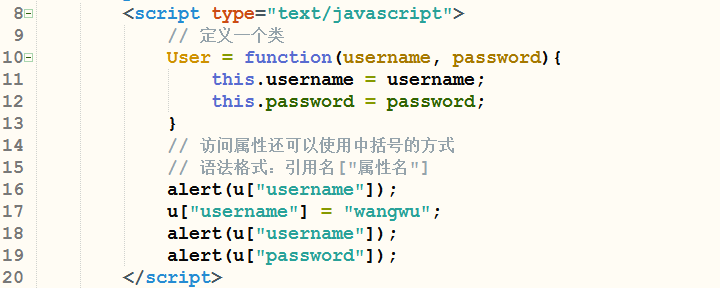 8 <script type="text/javascript">
9 // 定义一个类
10 User = function(username, password){
11 this.username = username;
12 this.password = password;
13 }
14 // 访问属性还可以使用中括号的方式
15 // 语法格式：引用名["属性名"]
16 alert(u["username"]);
17 u["username"] = "wangwu";
18 alert(u["username"]);
19 alert(u["password"]);
20 </script>